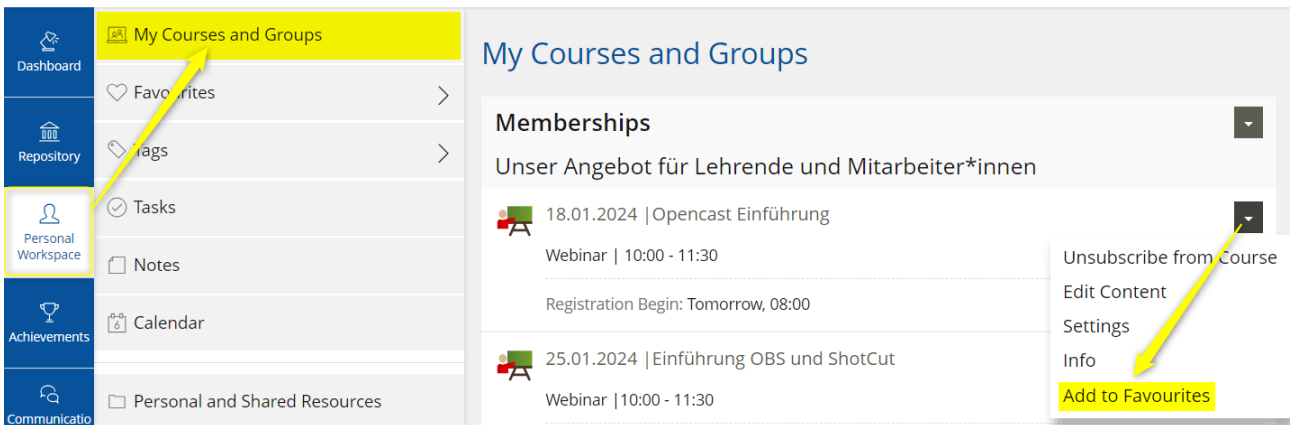 Dashboard
Repository
Personal
Workspace
Achievements
Communicatio
My Courses and Groups
Favourites
Tags
Tasks
Notes
6
Calendar
Personal and Shared Resources
My Courses and Groups
Memberships
Unser Angebot für Lehrende und Mitarbeiter*innen
18.01.2024 |Opencast Einführung
Webinar | 10:00 - 11:30
Registration Begin: Tomorrow, 08:00
25.01.2024 |Einführung OBS und ShotCut
Webinar |10:00 - 11:30
Unsubscribe from Course
Edit Content
Settings
Info
Add to Favourites